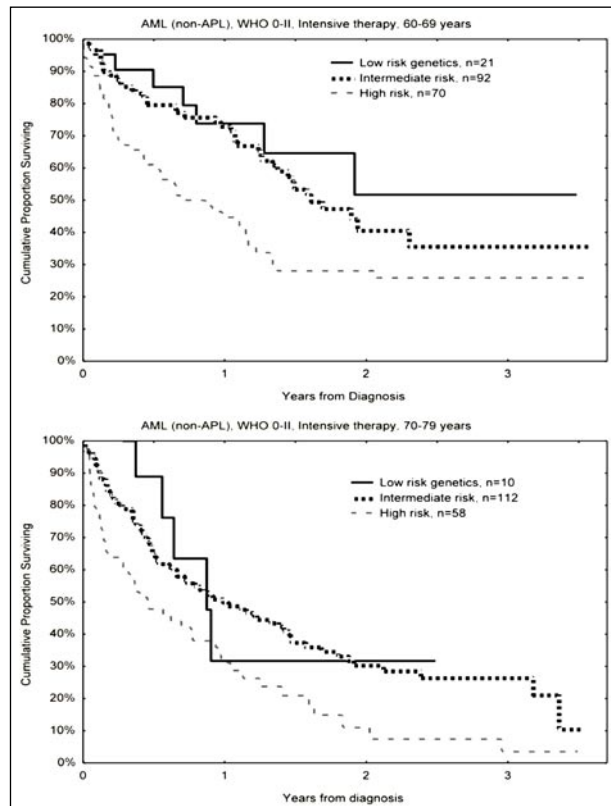 AML (non-APL), WHO 0-II, Intensive therapy, 60-69 years
100%
90%
80%
70%
60%
50%
40%
30%
20%
10%
0%
Cumulative Proportion Surviving
Low risk genetics, n=21
Intermediate risk, n=92
High risk, n=70
0 1 2 3
Years from Diagnosis
AML (non-APL), WHO 0-II, Intensive therapy, 70-79 years
100%
90%
80%
70%
60%
50%
40%
30%
20%
10%
0%
Cumulative Proportion Surviving
Low risk genetics, n=10
Intermediate risk, n=112
High risk, n=58
0 1 2 3
Years from diagnosis